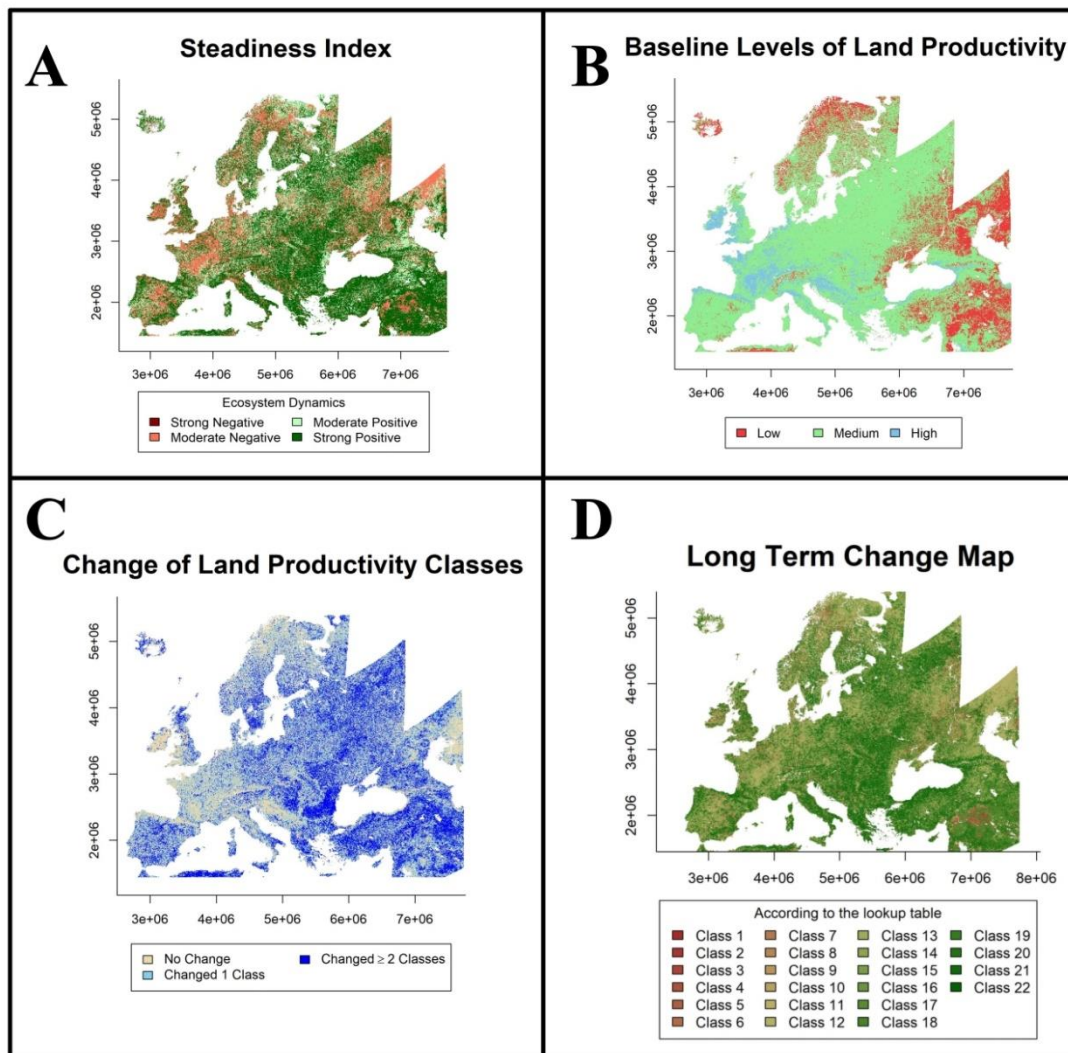 A
Steadiness Index
5e+06
4e+06
3e+06
2e+06
3e+06 4e+06 5e+06 6e+06 7e+06
Ecosystem Dynamics
Strong Negative Moderate Positive
Moderate Negative Strong Positive
B
Baseline Levels of Land Productivity
5e+06
4e+06
3e+06
2e+06
3e+06 4e+06 5e+06 6e+06 7e+06
Low Medium High
C
Change of Land Productivity Classes
5e+06
4e+06
3e+06
2e+06
3e+06 4e+06 5e+06 6e+06 7e+06
No Change Changed ≥ 2 Classes
Changed 1 Class
D
Long Term Change Map
5e+06
4e+06
3e+06
2e+06
3e+06 4e+06 5e+06 6e+06 7e+06 8e+06
According to the lookup table
Class 1 Class 7 Class 13 Class 19
Class 2 Class 8 Class 14 Class 20
Class 3 Class 9 Class 15 Class 21
Class 4 Class 10 Class 16 Class 22
Class 5 Class 11 Class 17
Class 6 Class 12 Class 18